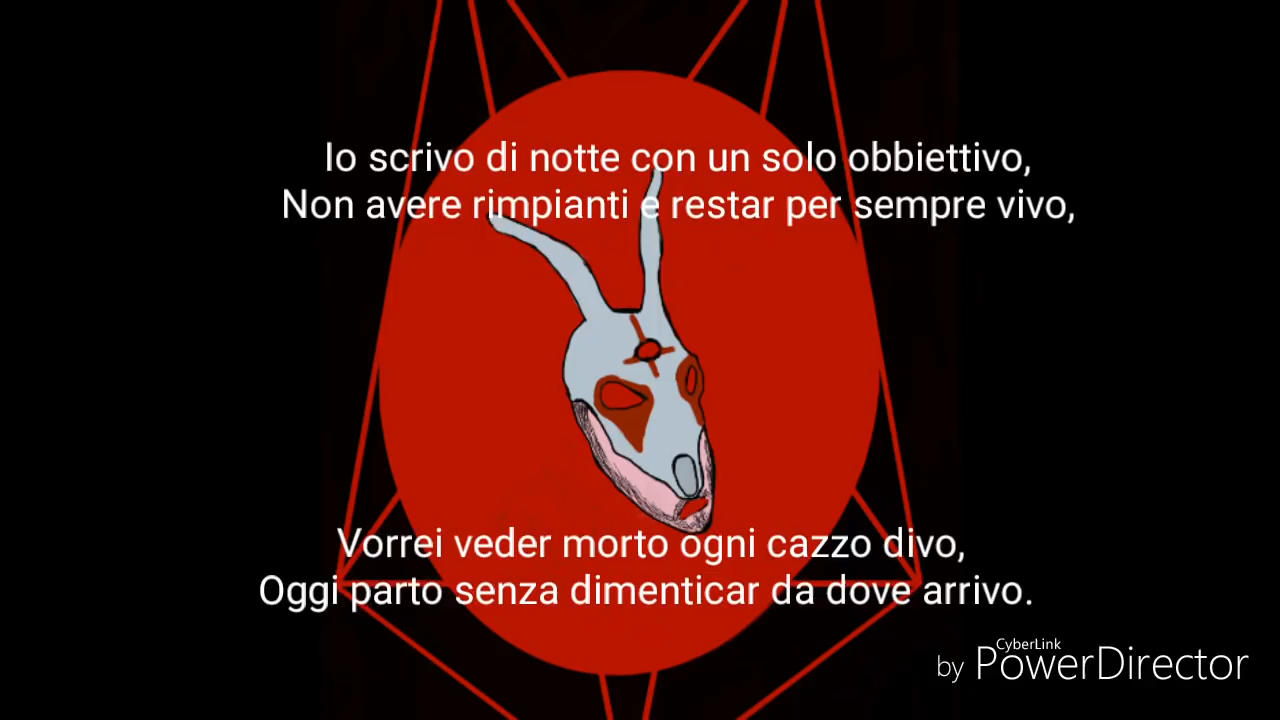 Io scrivo di notte con un solo obbiettivo,
Non avere rimpianti e restar per sempre vivo,
Vorrei veder morto ogni cazzo divo,
Oggi parto senza dimenticar da dove arrivo.
CyberLink
by PowerDirector